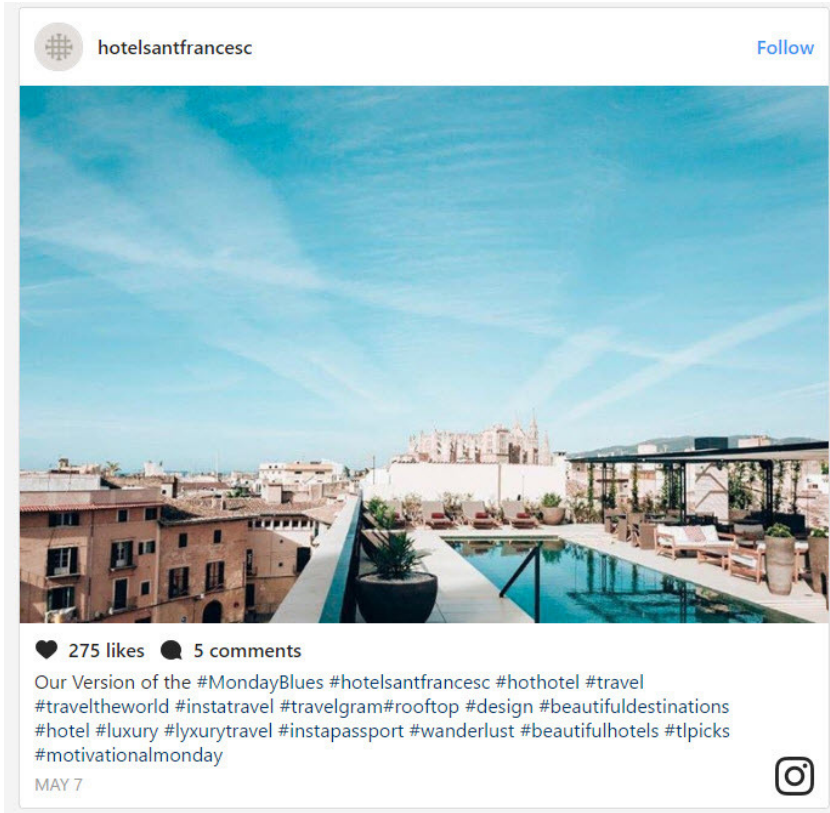 hotelsantfrancesc
Follow
275 likes 5 comments
Our Version of the #MondayBlues #hotelsantfrancesc #hothotel #travel
#traveltheworld #instatravel #travelgram#rooftop #design #beautifuldestinations
#hotel #luxury #lyxurytravel #instapassport #wanderlust #beautifulhotels #tlpicks
#motivationalmonday
MAY 7